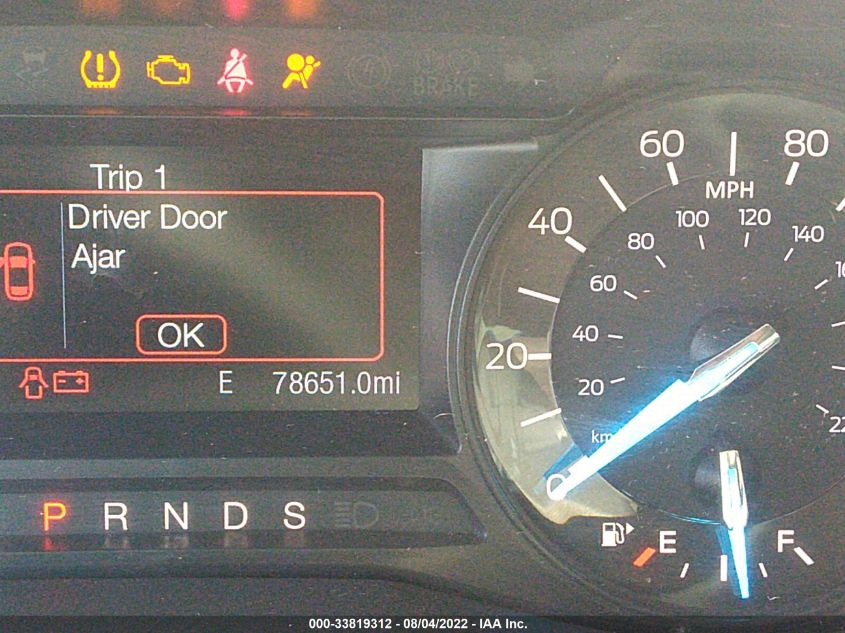 BRAKE
Trip 1
Driver Door
Ajar
OK
E 78651.0mi
P R N D S
0 20 40 60 80
MPH
20 40 60 80 100 120 140
E F
000-33819312 - 08/04/2022 - IAA Inc.